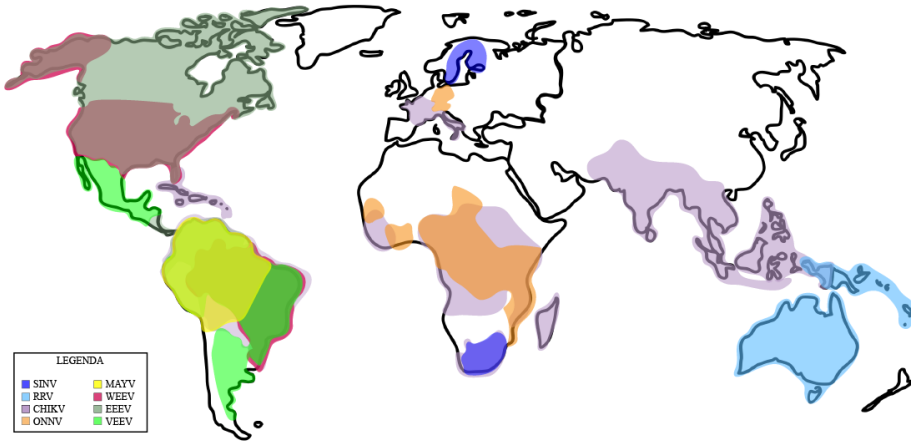 LEGENDA
SINV
RRV
CHIKV
ONNV
MAYV
WEEV
EEEV
VEEV